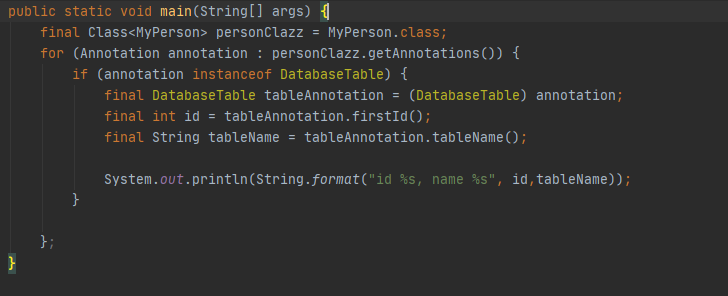 public static void main(String[] args) {
    final Class<MyPerson> personClazz = MyPerson.class;
    for (Annotation annotation : personClazz.getAnnotations()) {
        if (annotation instanceof DatabaseTable) {
            final DatabaseTable tableAnnotation = (DatabaseTable) annotation;
            final int id = tableAnnotation.firstId();
            final String tableName = tableAnnotation.tableName();

            System.out.println(String.format("id %s, name %s", id,tableName));
        }

    };
}